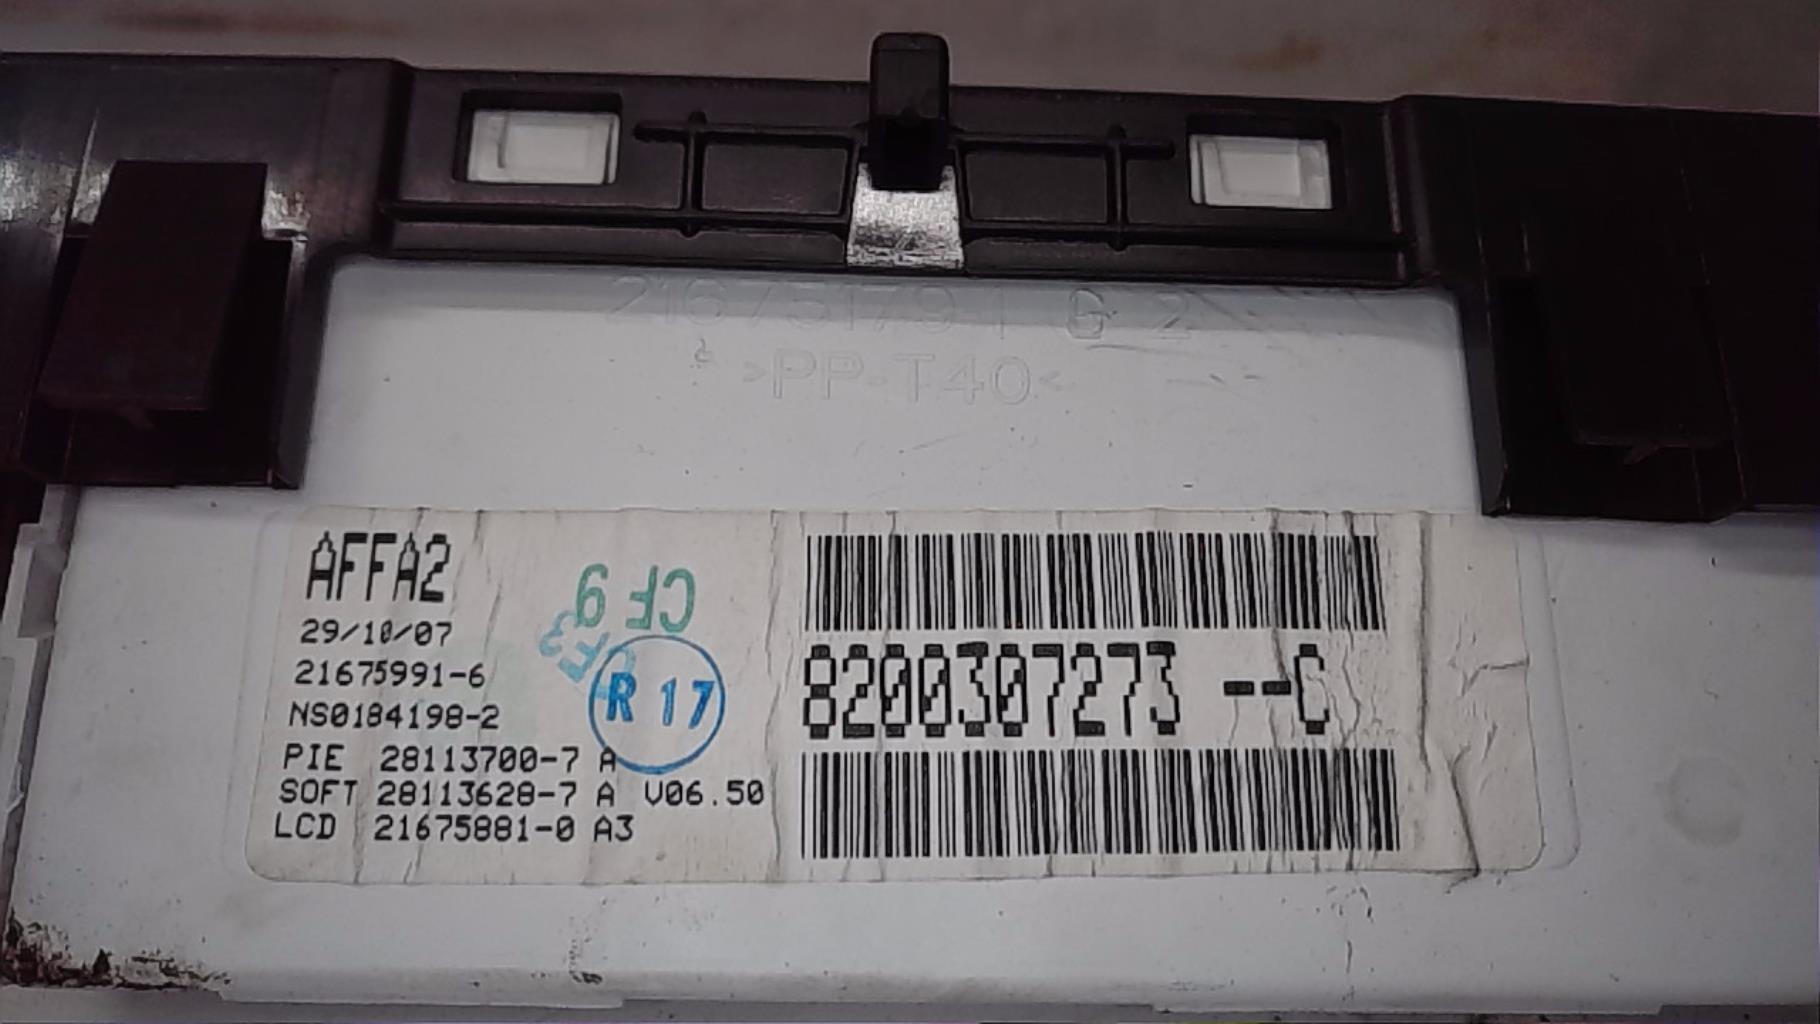 21675179-1 G 2
>PP-T40<
AFFA2
29/10/07
21675991-6
NS0184198-2
PIE 28113700-7 A
SOFT 28113628-7 A V06.50
LCD 21675881-0 A3
CF 9
R 17
8200307273 --C